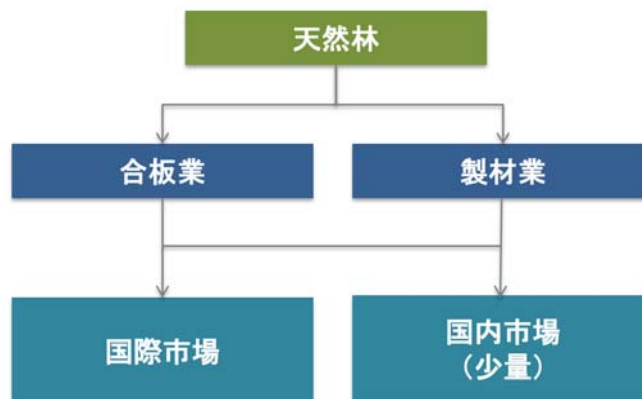 天然林
合板業
製材業
国際市場
国内市場
（少量）